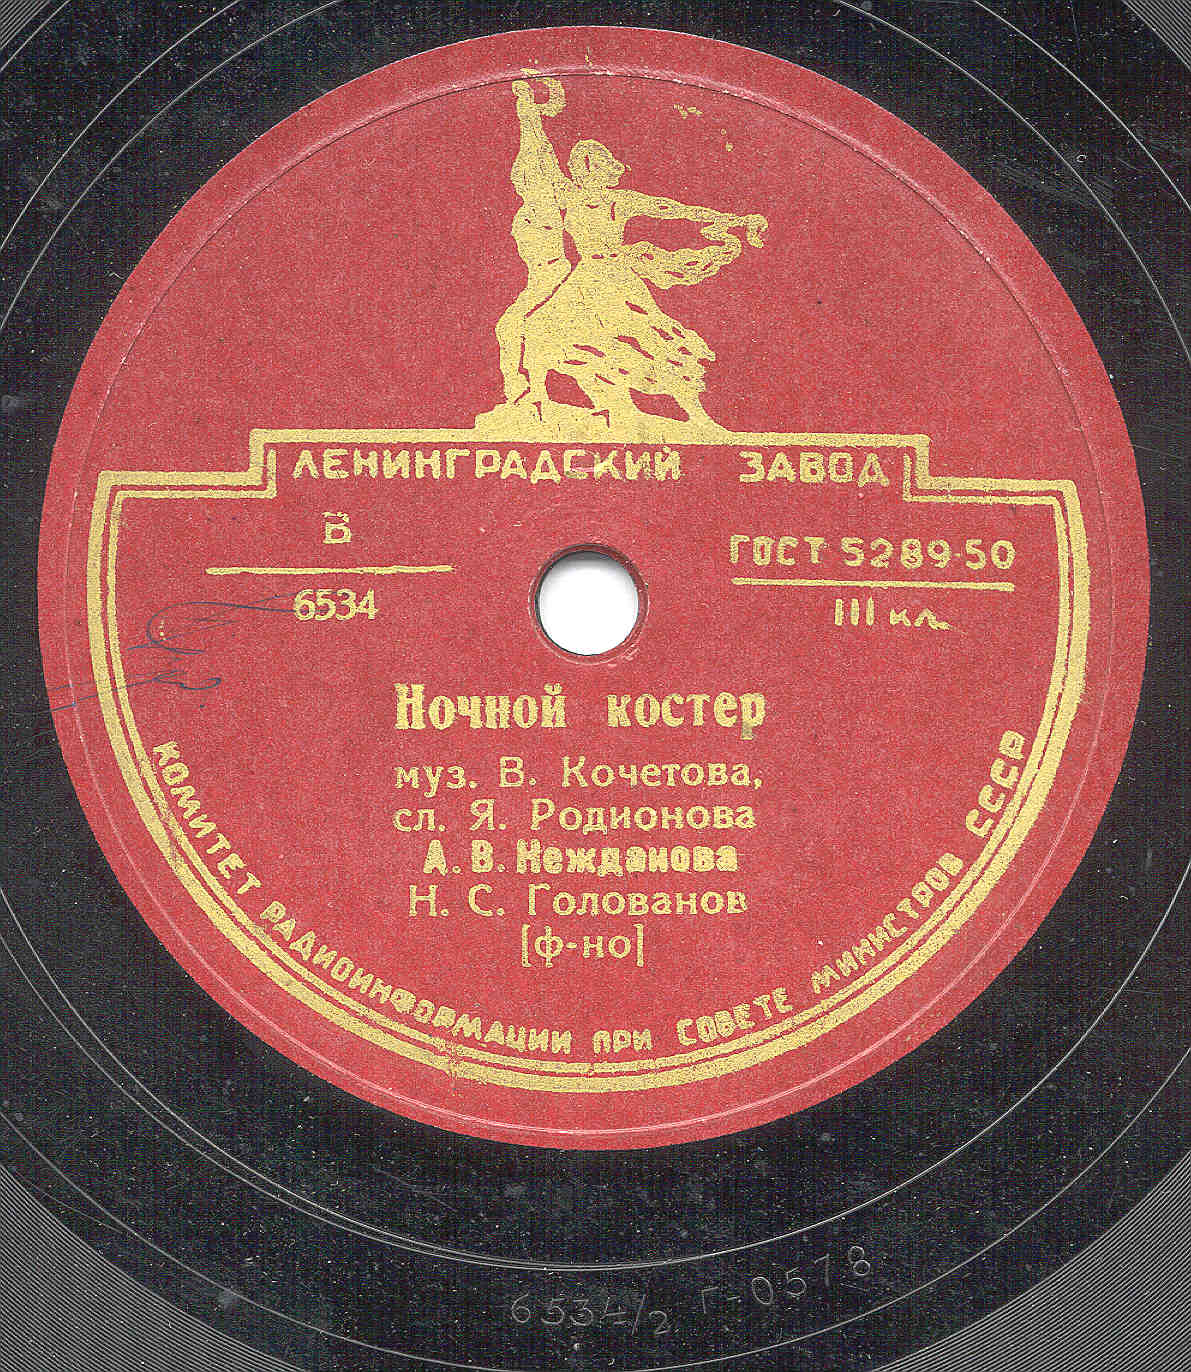 ЛЕНИНГРАДСКИЙ ЗАВОД
В
6534
ГОСТ 5289-50
III кл.
Ночной костер
муз. В. Кочетова,
сл. Я. Родионова
А. В. Нежданова
Н. С. Голованов
[ф-но]
КОМИТЕТ РАДИОИНФОРМАЦИИ ПРИ СОВЕТЕ МИНИСТРОВ СССР
6534/2 Г-0578